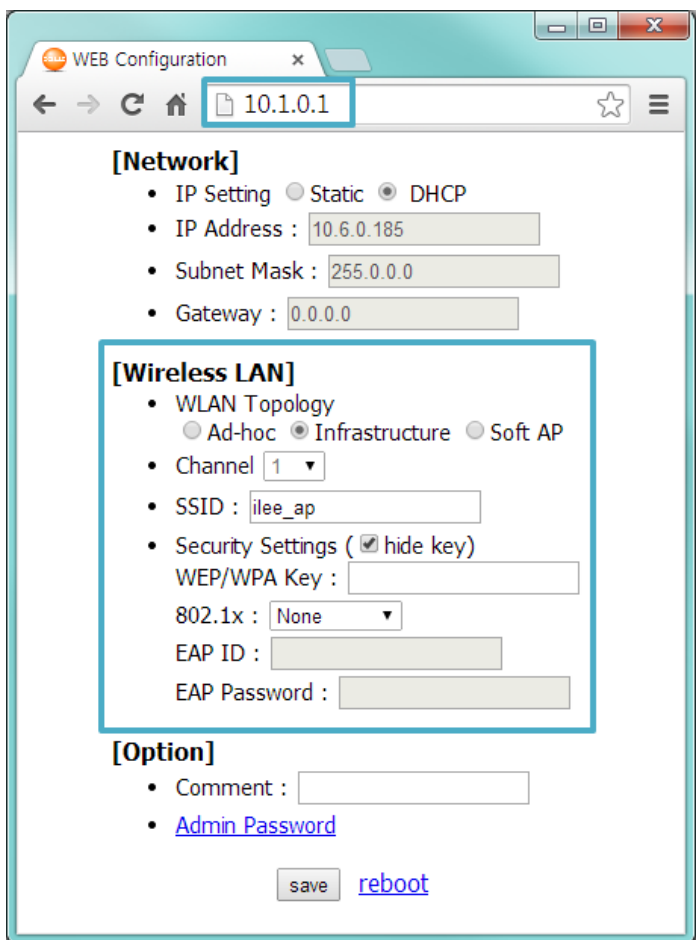 WEB Configuration
10.1.0.1
[Network]
IP Setting Static DHCP
IP Address : 10.6.0.185
Subnet Mask : 255.0.0.0
Gateway : 0.0.0.0
[Wireless LAN]
WLAN Topology
Ad-hoc Infrastructure Soft AP
Channel 1
SSID : ilee_ap
Security Settings ( hide key)
WEP/WPA Key :
802.1x : None
EAP ID :
EAP Password :
[Option]
Comment :
Admin Password
save reboot